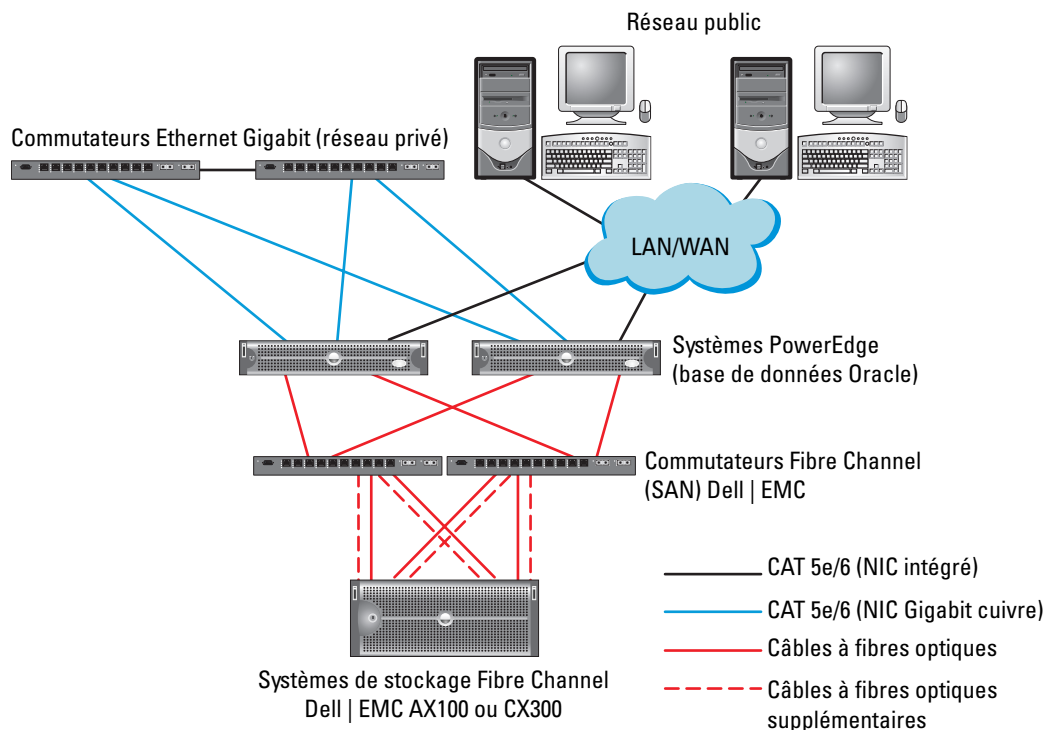 Réseau public
Commutateurs Ethernet Gigabit (réseau privé)
LAN/WAN
Systèmes PowerEdge
(base de données Oracle)
Commutateurs Fibre Channel
(SAN) Dell | EMC
CAT 5e/6 (NIC intégré)
CAT 5e/6 (NIC Gigabit cuivre)
Câbles à fibres optiques
Câbles à fibres optiques
supplémentaires
Systèmes de stockage Fibre Channel
Dell | EMC AX100 ou CX300